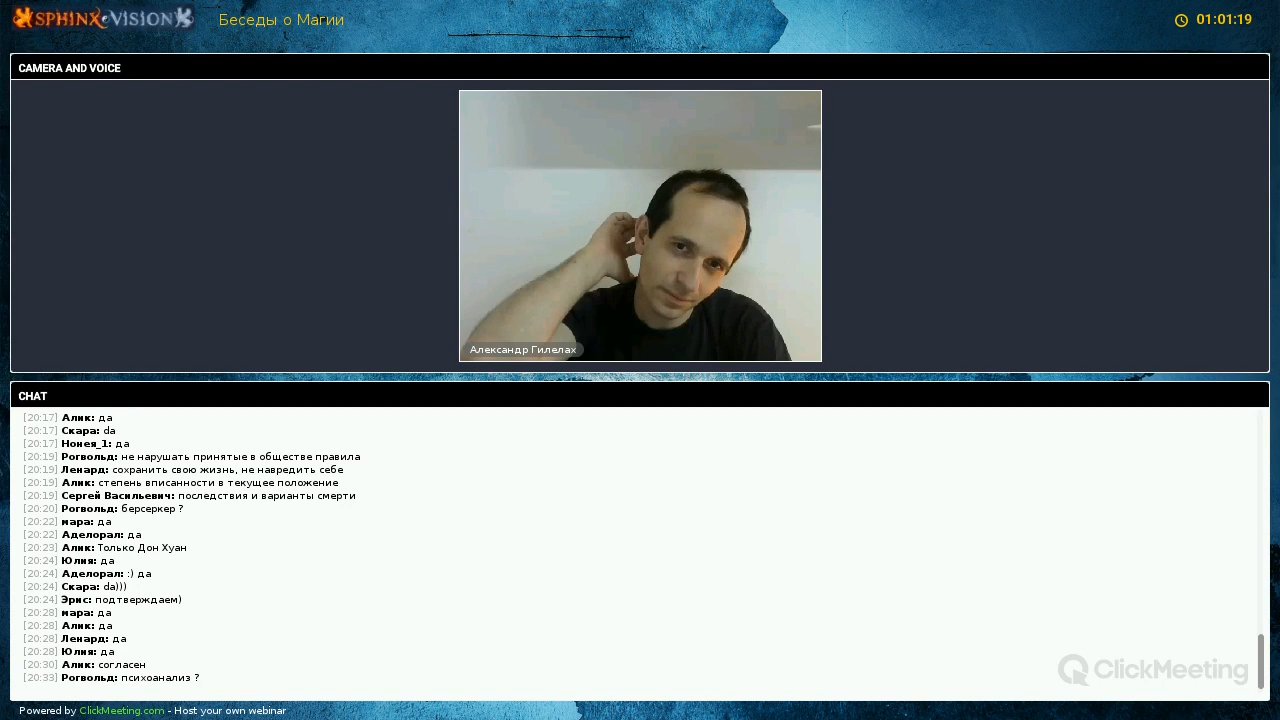 SPHINX VISION
Беседы о Магии
01:01:19
CAMERA AND VOICE
Александр Гилелах
CHAT
[20:17] Алик: да
[20:17] Скара: da
[20:17] Нонея_1: да
[20:19] Рогвольд: не нарушать принятые в обществе правила
[20:19] Ленард: сохранить свою жизнь, не навредить себе
[20:19] Алик: степень вписанности в текущее положение
[20:19] Сергей Васильевич: последствия и варианты смерти
[20:20] Рогвольд: берсеркер ?
[20:22] мара: да
[20:22] Аделорал: да
[20:23] Алик: Только Дон Хуан
[20:24] Юлия: да
[20:24] Аделорал: :) да
[20:24] Скара: da)))
[20:24] Эрис: подтверждаем)
[20:28] мара: да
[20:28] Алик: да
[20:28] Ленард: да
[20:28] Юлия: да
[20:30] Алик: согласен
[20:33] Рогвольд: психоанализ ?
ClickMeeting
Powered by ClickMeeting.com - Host your own webinar